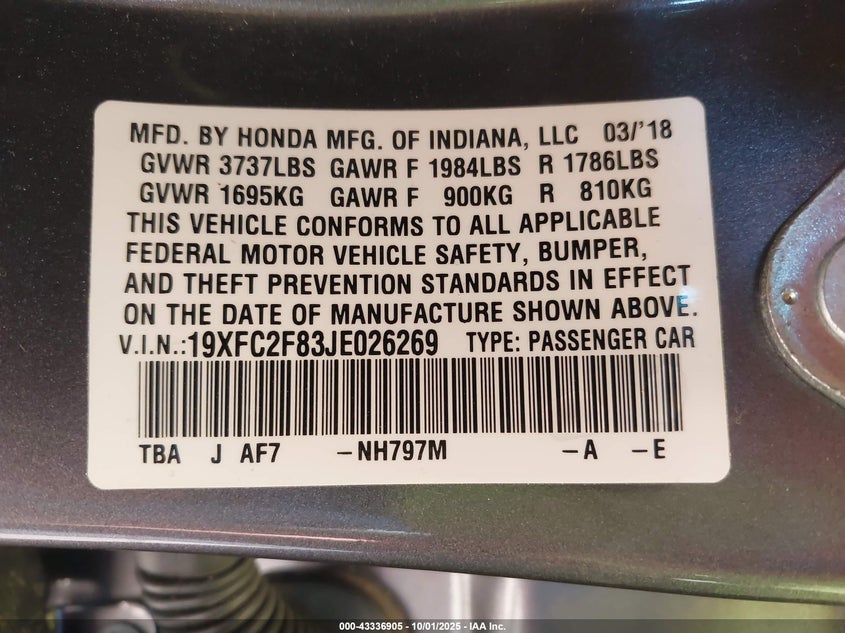 MFD. BY HONDA MFG. OF INDIANA, LLC 03/'18
GVWR 3737LBS GAWR F 1984LBS R 1786LBS
GVWR 1695KG GAWR F 900KG R 810KG
THIS VEHICLE CONFORMS TO ALL APPLICABLE
FEDERAL MOTOR VEHICLE SAFETY, BUMPER,
AND THEFT PREVENTION STANDARDS IN EFFECT
ON THE DATE OF MANUFACTURE SHOWN ABOVE.
V.I.N.:19XFC2F83JE026269 TYPE: PASSENGER CAR
TBA J AF7 -NH797M -A -E
000-43336905 - 10/01/2025 - IAA Inc.